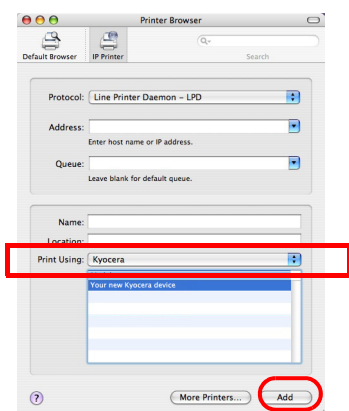 Printer Browser
Default Browser IP Printer Search
Protocol: Line Printer Daemon – LPD
Address:
Enter host name or IP address.
Queue:
Leave blank for default queue.
Name:
Location:
Print Using: Kyocera
Your new Kyocera device
? More Printers... Add